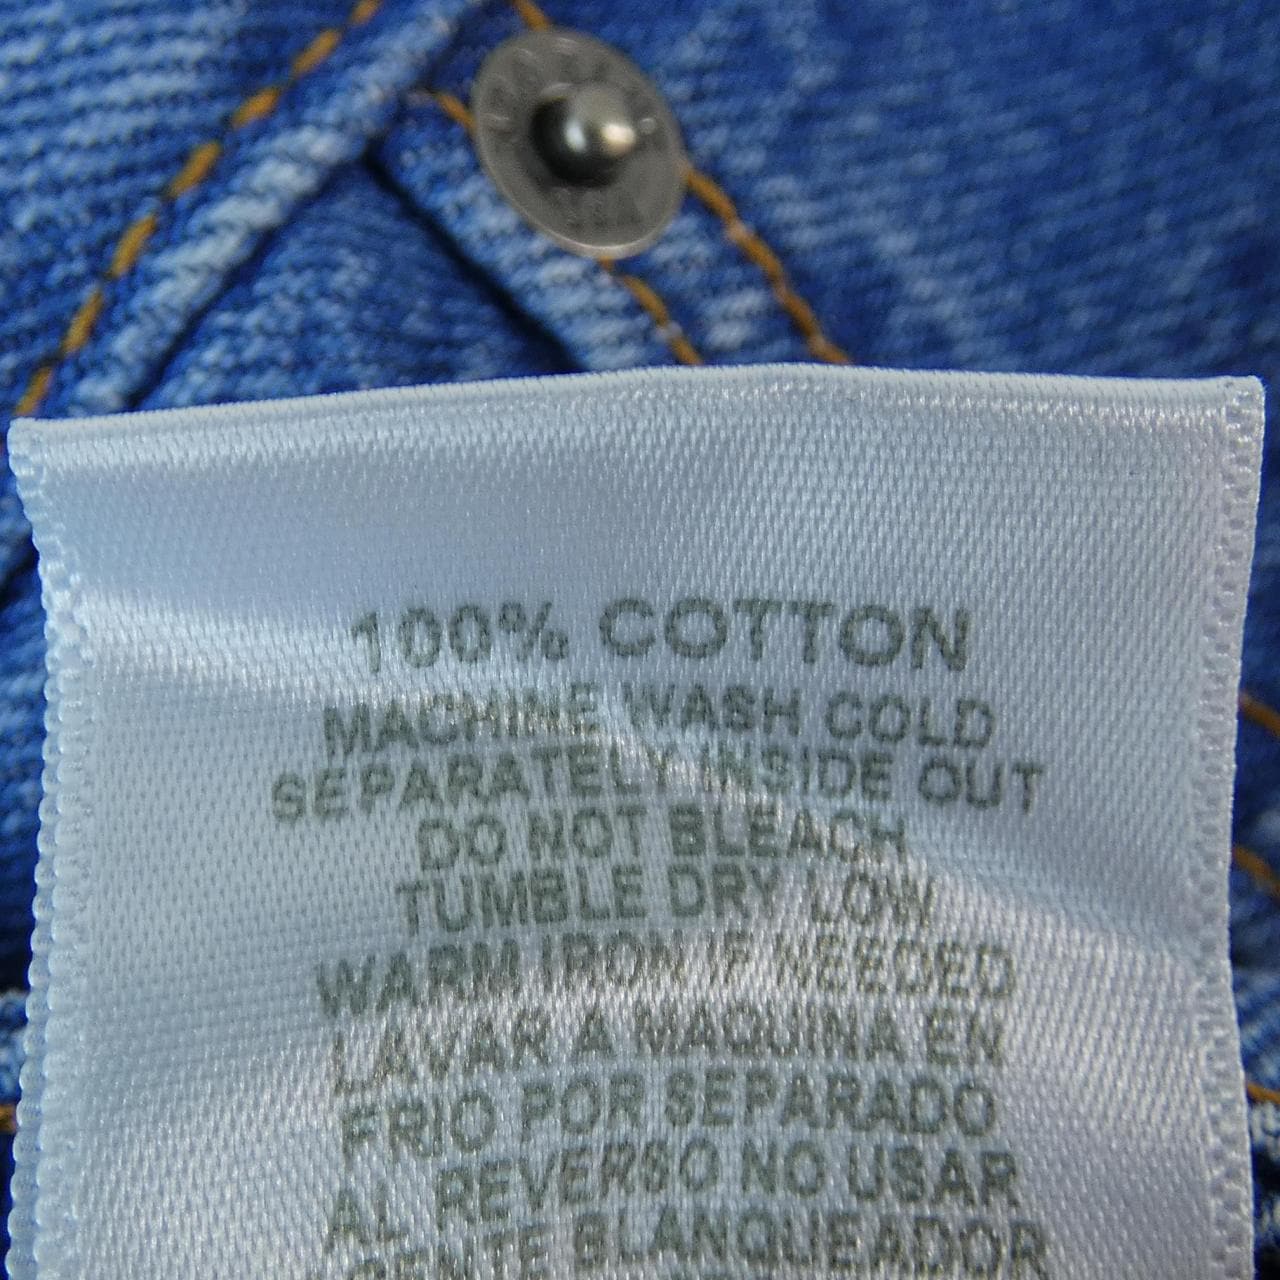 100% COTTON
MACHINE WASH COLD
SEPARATELY INSIDE OUT
DO NOT BLEACH
TUMBLE DRY LOW
WARM IRON IF NEEDED
LAVAR A MAQUINA EN
FRIO POR SEPARADO
AL REVERSO NO USAR
BLANQUEADOR